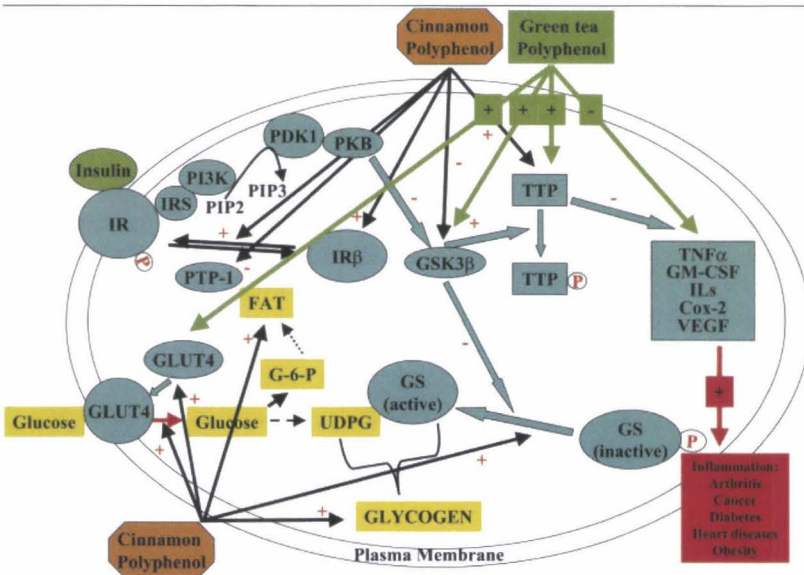 Cinnamon
Polyphenol
Green tea
Polyphenol
+
+
+
-
+
PDK1
PKB
Insulin
PI3K
IRS
PIP2
PIP3
IR
P
-
-
TTP
-
+
+
PTP-1
-
IRβ
GSK3β
+
TTP
P
TNFα
GM-CSF
ILs
Cox-2
VEGF
FAT
+
+
GLUT4
G-6-P
-
+
+
Glucose
GLUT4
Glucose
UDPG
GS
(active)
+
+
GS
(inactive)
P
Inflammation:
Arthritis
Cancer
Diabetes
Heart diseases
Obesity
+
GLYCOGEN
Cinnamon
Polyphenol
Plasma Membrane